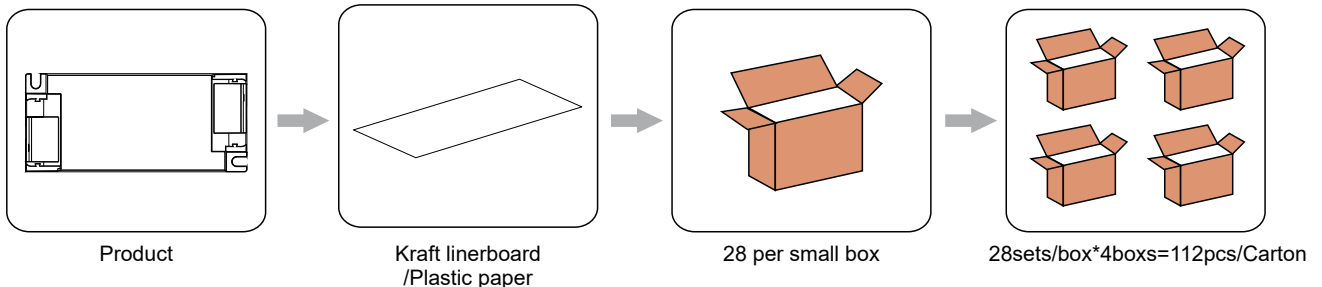 Product
Kraft linerboard
/Plastic paper
28 per small box
28sets/box*4boxs=112pcs/Carton